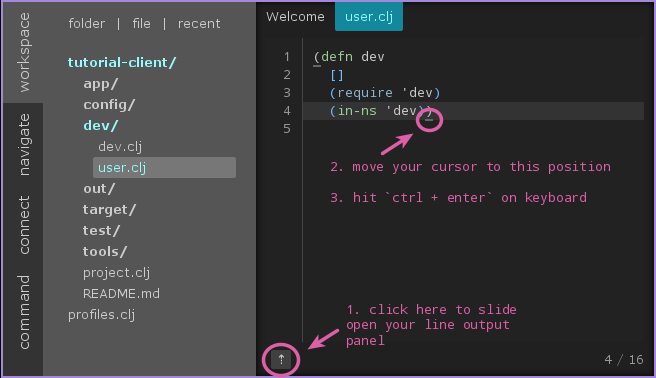 workspace
navigate
connect
command
folder | file | recent
tutorial-client/
app/
config/
dev/
dev.clj
user.clj
out/
target/
test/
tools/
project.clj
README.md
profiles.clj
Welcome user.clj
1 (defn dev
2 []
3 (require 'dev)
4 (in-ns 'dev))
5
2. move your cursor to this position
3. hit `ctrl + enter` on keyboard
1. click here to slide
open your line output
panel
↑
4 / 16